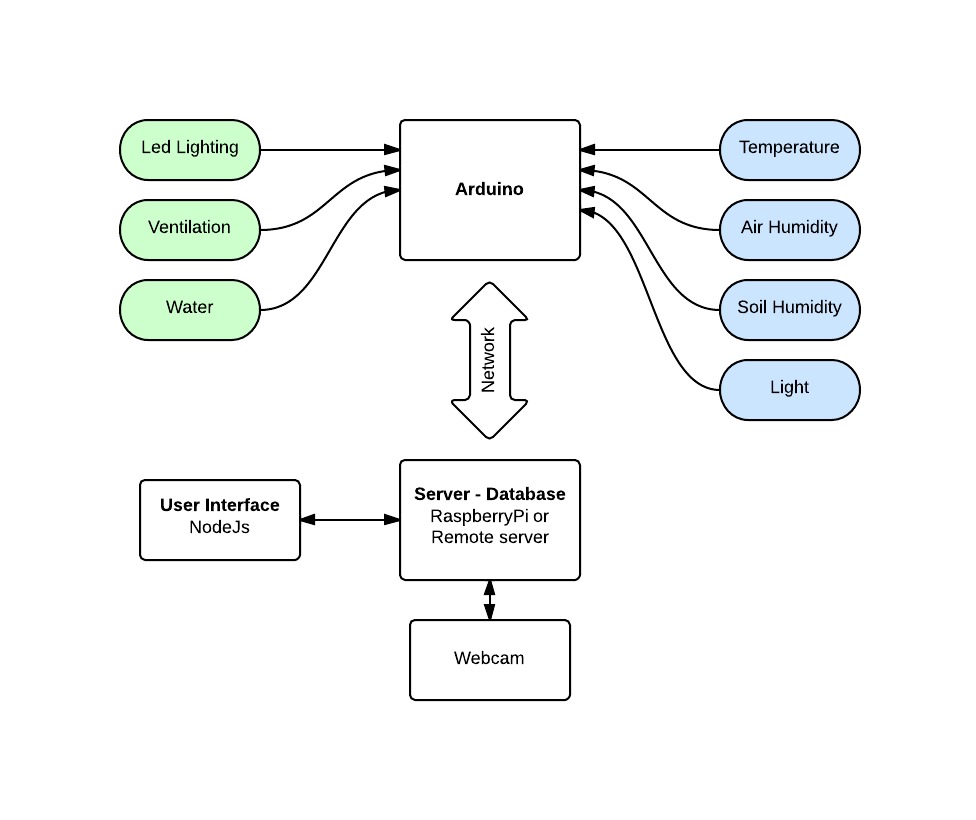 Led Lighting
Ventilation
Water
Arduino
Temperature
Air Humidity
Soil Humidity
Light
Network
User Interface
NodeJs
Server - Database
RaspberryPi or
Remote server
Webcam